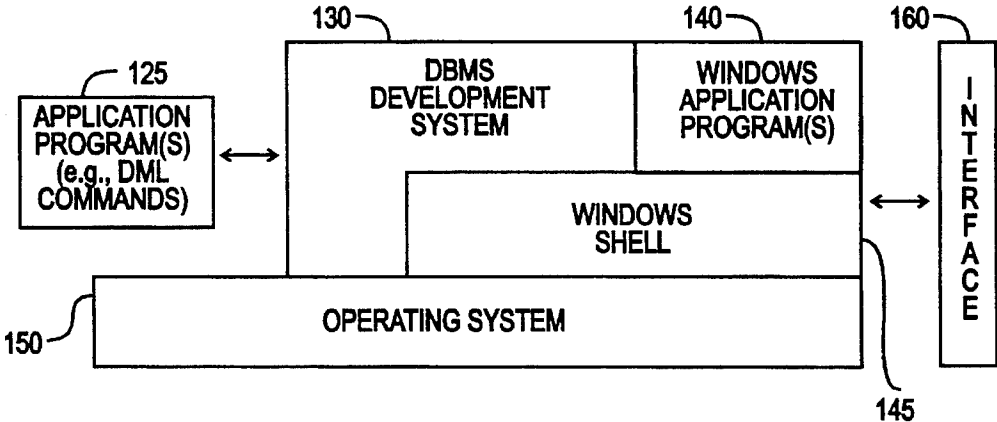 130
140
160
125
APPLICATION
PROGRAM(S)
(e.g., DML
COMMANDS)
DBMS
DEVELOPMENT
SYSTEM
WINDOWS
APPLICATION
PROGRAM(S)
WINDOWS
SHELL
INTERFACE
OPERATING SYSTEM
150
145